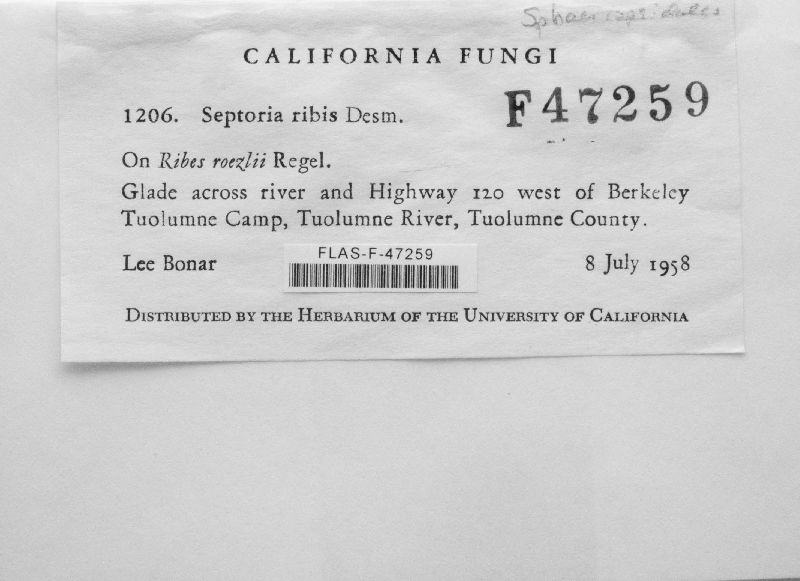 Sphaeropsidales
CALIFORNIA FUNGI
1206. Septoria ribis Desm.
F47259
On Ribes roezlii Regel.
Glade across river and Highway 120 west of Berkeley
Tuolumne Camp, Tuolumne River, Tuolumne County.
Lee Bonar
FLAS-F-47259
8 July 1958
DISTRIBUTED BY THE HERBARIUM OF THE UNIVERSITY OF CALIFORNIA